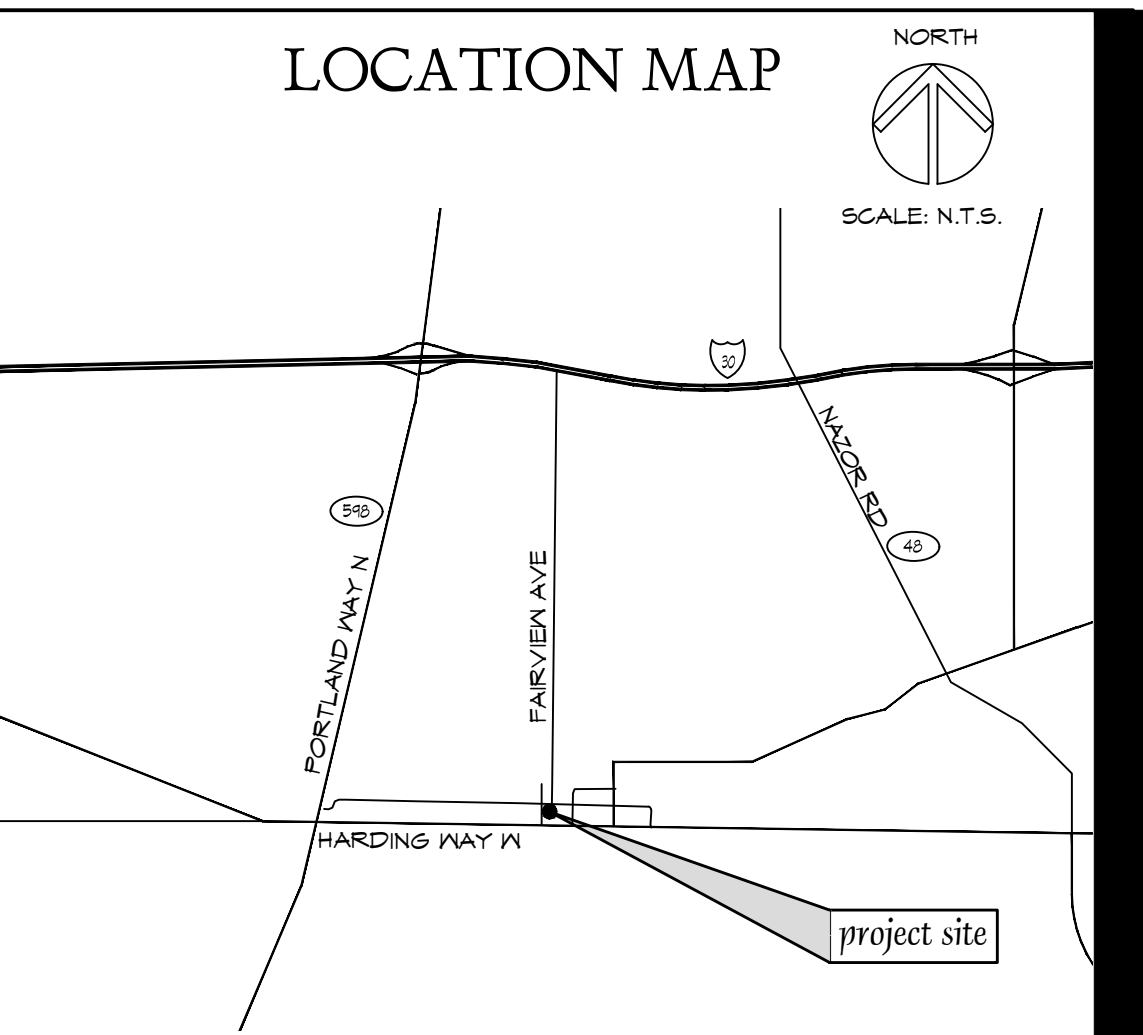 LOCATION MAP
NORTH
SCALE: N.T.S.
30
NAZOR RD
598
48
PORTLAND WAY N
FAIRVIEW AVE
HARDING WAY W
project site